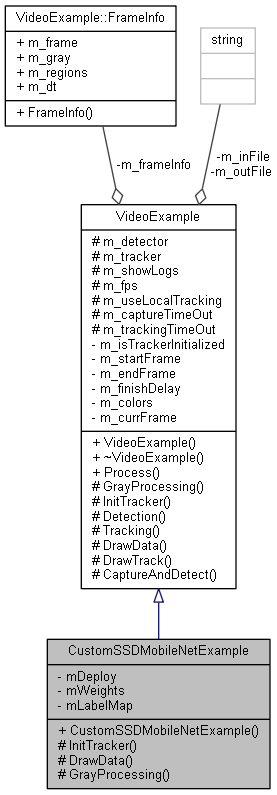 VideoExample::FrameInfo
+ m_frame
+ m_gray
+ m_regions
+ m_dt
+ FrameInfo()
string
-m_frameInfo
-m_inFile
-m_outFile
VideoExample
# m_detector
# m_tracker
# m_showLogs
# m_fps
# m_useLocalTracking
# m_captureTimeOut
# m_trackingTimeOut
- m_isTrackerInitialized
- m_startFrame
- m_endFrame
- m_finishDelay
- m_colors
- m_currFrame
+ VideoExample()
+ ~VideoExample()
+ Process()
# GrayProcessing()
# InitTracker()
# Detection()
# Tracking()
# DrawData()
# DrawTrack()
# CaptureAndDetect()
CustomSSDMobileNetExample
- mDeploy
- mWeights
- mLabelMap
+ CustomSSDMobileNetExample()
# InitTracker()
# DrawData()
# GrayProcessing()